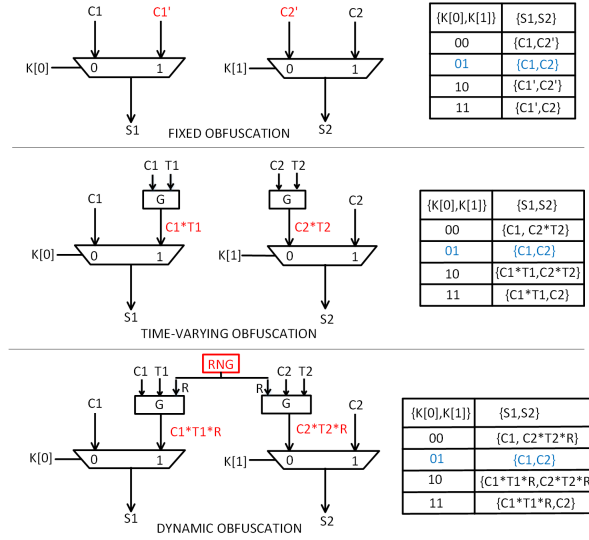 C1 C1' C2' C2
K[0] 0 1 K[1] 0 1
S1 S2
FIXED OBFUSCATION
{K[0],K[1]} {S1,S2}
00 {C1,C2'}
01 {C1,C2}
10 {C1',C2'}
11 {C1',C2}
C1 T1 C2 T2
C1 G G C2
C1*T1 C2*T2
K[0] 0 1 K[1] 0 1
S1 S2
TIME-VARYING OBFUSCATION
{K[0],K[1]} {S1,S2}
00 {C1, C2*T2}
01 {C1,C2}
10 {C1*T1,C2*T2}
11 {C1*T1,C2}
RNG
C1 T1 R R C2 T2
C1 G G C2
C1*T1*R C2*T2*R
K[0] 0 1 K[1] 0 1
S1 S2
DYNAMIC OBFUSCATION
{K[0],K[1]} {S1,S2}
00 {C1, C2*T2*R}
01 {C1,C2}
10 {C1*T1*R,C2*T2*R}
11 {C1*T1*R,C2}